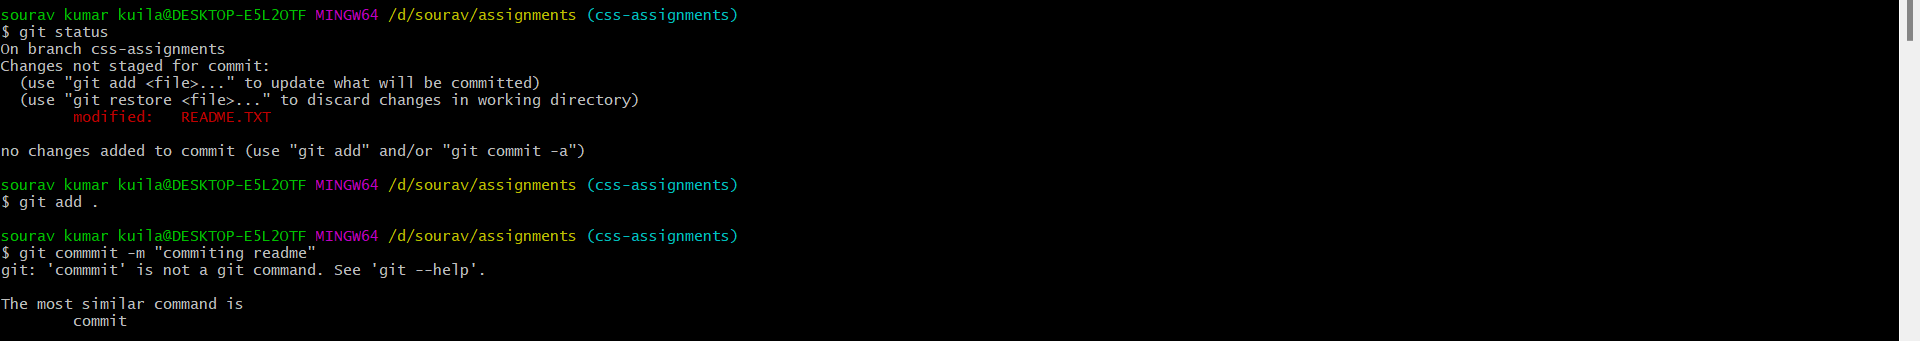 sourav kumar kuila@DESKTOP-E5L2OTF MINGW64 /d/sourav/assignments (css-assignments)
$ git status
On branch css-assignments
Changes not staged for commit:
  (use "git add <file>..." to update what will be committed)
  (use "git restore <file>..." to discard changes in working directory)
        modified:   README.TXT

no changes added to commit (use "git add" and/or "git commit -a")

sourav kumar kuila@DESKTOP-E5L2OTF MINGW64 /d/sourav/assignments (css-assignments)
$ git add .

sourav kumar kuila@DESKTOP-E5L2OTF MINGW64 /d/sourav/assignments (css-assignments)
$ git commmit -m "commiting readme"
git: 'commmit' is not a git command. See 'git --help'.

The most similar command is
        commit